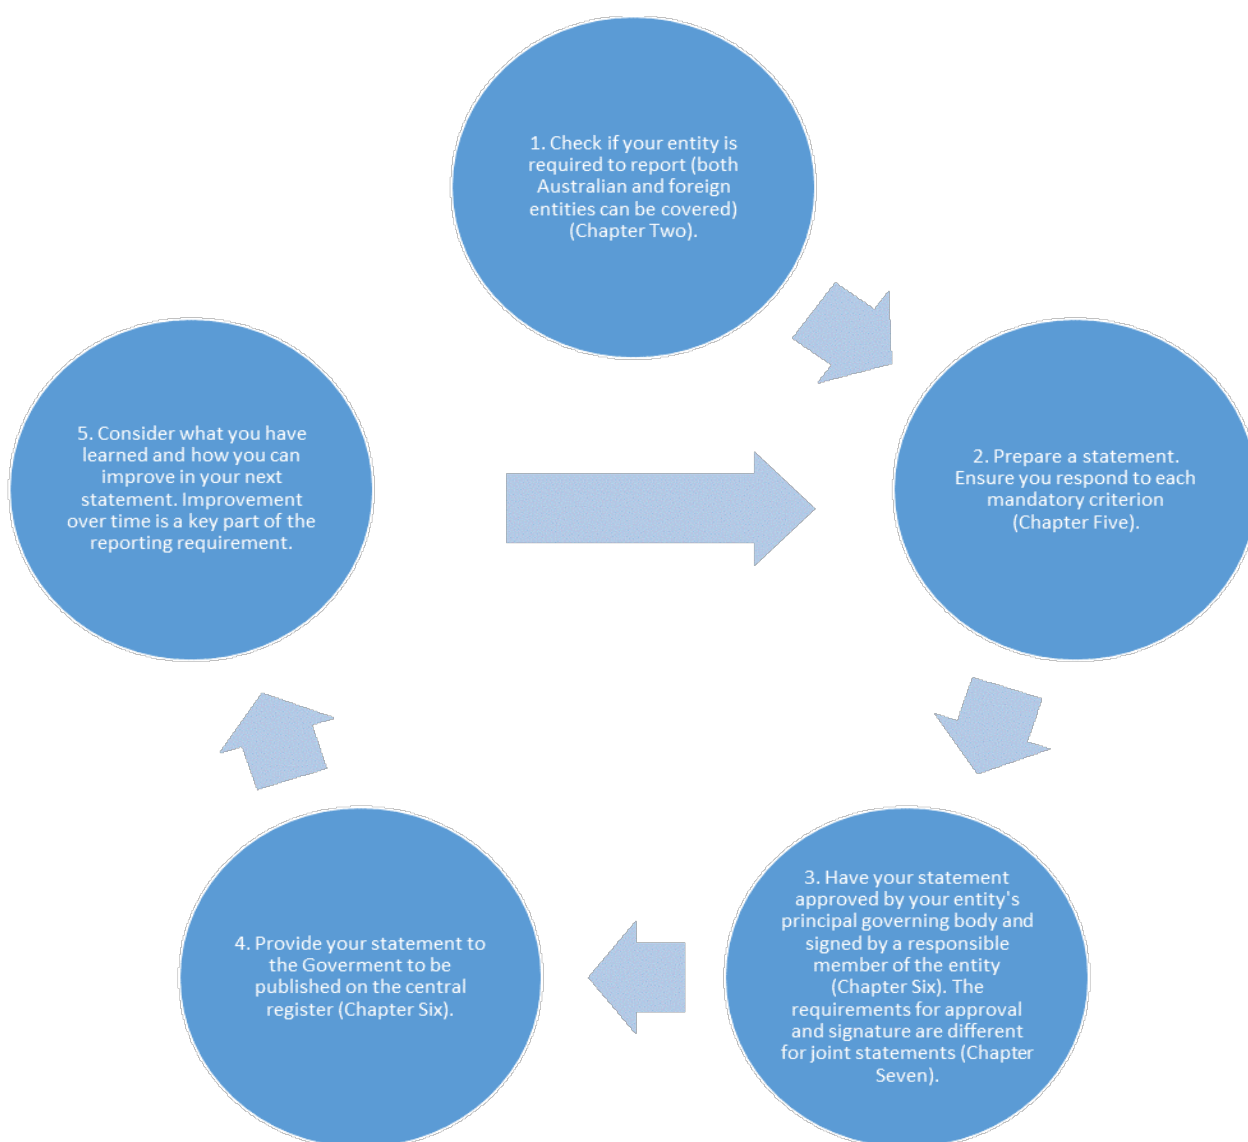 1. Check if your entity is
required to report (both
Australian and foreign
entities can be covered)
(Chapter Two).
2. Prepare a statement.
Ensure you respond to each
mandatory criterion
(Chapter Five).
3. Have your statement
approved by your entity's
principal governing body and
signed by a responsible
member of the entity
(Chapter Six). The
requirements for approval
and signature are different
for joint statements (Chapter
Seven).
4. Provide your statement to
the Goverment to be
published on the central
register (Chapter Six).
5. Consider what you have
learned and how you can
improve in your next
statement. Improvement
over time is a key part of the
reporting requirement.